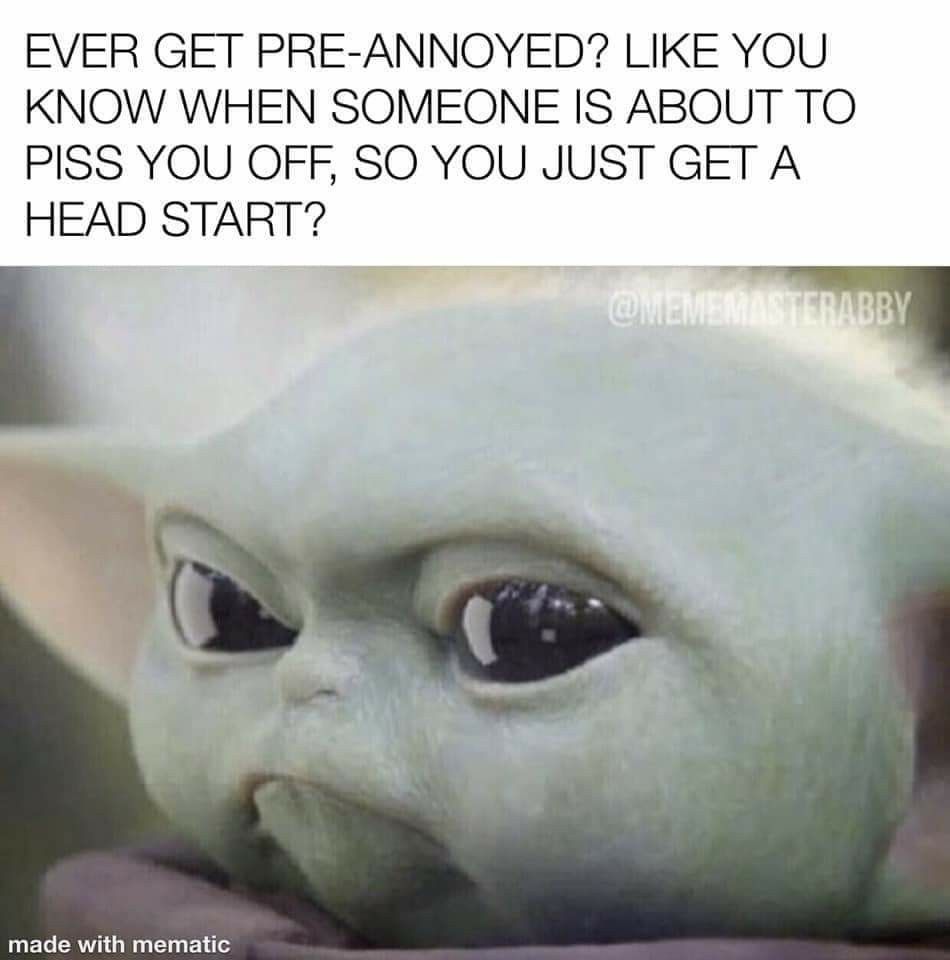 EVER GET PRE-ANNOYED? LIKE YOU
KNOW WHEN SOMEONE IS ABOUT TO
PISS YOU OFF, SO YOU JUST GET A
HEAD START?
@MEMEMASTERABBY
made with mematic